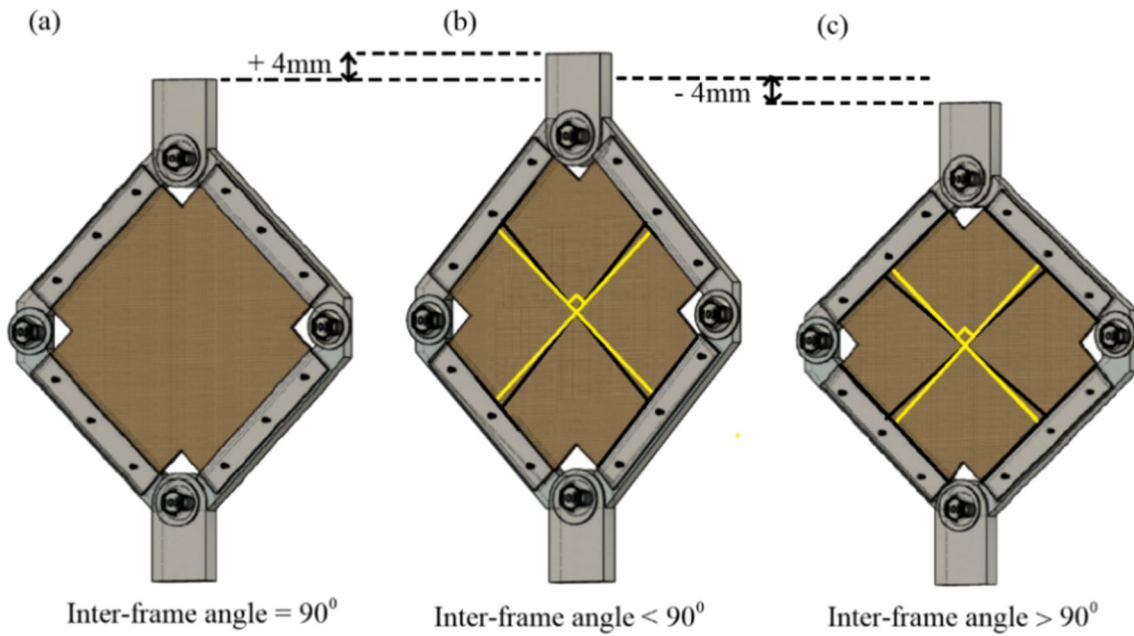 (a)
(b)
(c)
+ 4mm
- 4mm
Inter-frame angle = 90⁰
Inter-frame angle < 90⁰
Inter-frame angle > 90⁰